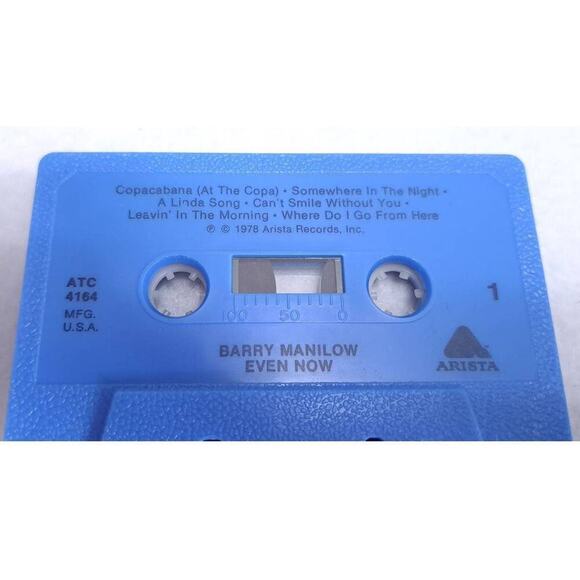 Copacabana (At The Copa) • Somewhere In The Night •
A Linda Song • Can't Smile Without You •
Leavin' In The Morning • Where Do I Go From Here
℗ © 1978 Arista Records, Inc.
ATC
4164
MFG.
U.S.A.
100 50 0
1
BARRY MANILOW
EVEN NOW
ARISTA